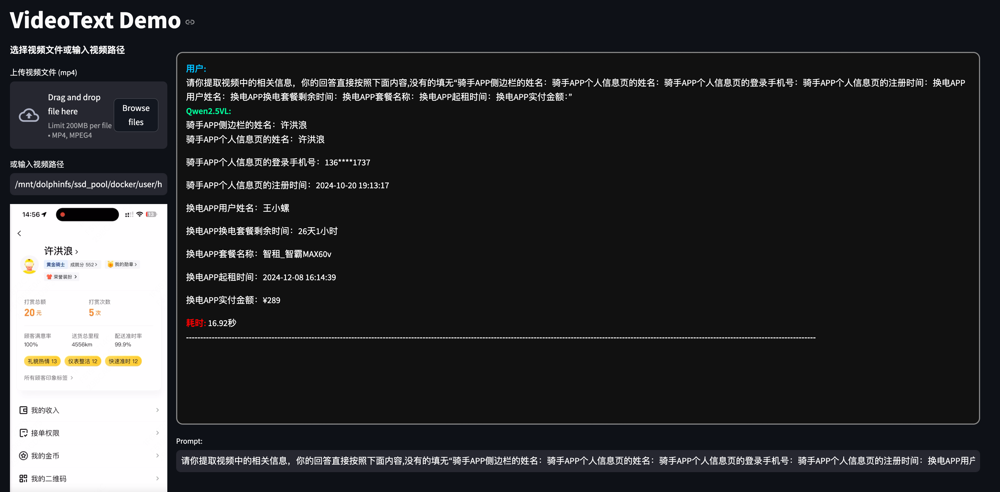 VideoText Demo
选择视频文件或输入视频路径
上传视频文件 (mp4)
Drag and drop
file here
Limit 200MB per file
• MP4, MPEG4
Browse
files
或输入视频路径
/mnt/dolphinfs/ssd_pool/docker/user/h
14:56
13
许洪浪
黄金骑士 成就分 552
我的勋章
荣誉装扮
打赏总额 打赏次数
20 元 5 次
顾客满意率 送货总里程 配送准时率
100% 4556km 99.9%
礼貌热情 13 仪表整洁 12 快速准时 12
所有顾客印象标签
我的收入
接单权限
我的金币
我的二维码
用户:
请你提取视频中的相关信息，你的回答直接按照下面内容,没有的填无“骑手APP侧边栏的姓名：骑手APP个人信息页的姓名：骑手APP个人信息页的登录手机号：骑手APP个人信息页的注册时间：换电APP
用户姓名：换电APP换电套餐剩余时间：换电APP套餐名称：换电APP起租时间：换电APP实付金额：”
Qwen2.5VL:
骑手APP侧边栏的姓名：许洪浪
骑手APP个人信息页的姓名：许洪浪
骑手APP个人信息页的登录手机号：136****1737
骑手APP个人信息页的注册时间：2024-10-20 19:13:17
换电APP用户姓名：王小螺
换电APP换电套餐剩余时间：26天1小时
换电APP套餐名称：智租_智霸MAX60v
换电APP起租时间：2024-12-08 16:14:39
换电APP实付金额：¥289
耗时: 16.92秒
Prompt:
请你提取视频中的相关信息，你的回答直接按照下面内容,没有的填无“骑手APP侧边栏的姓名：骑手APP个人信息页的姓名：骑手APP个人信息页的登录手机号：骑手APP个人信息页的注册时间：换电APP用户